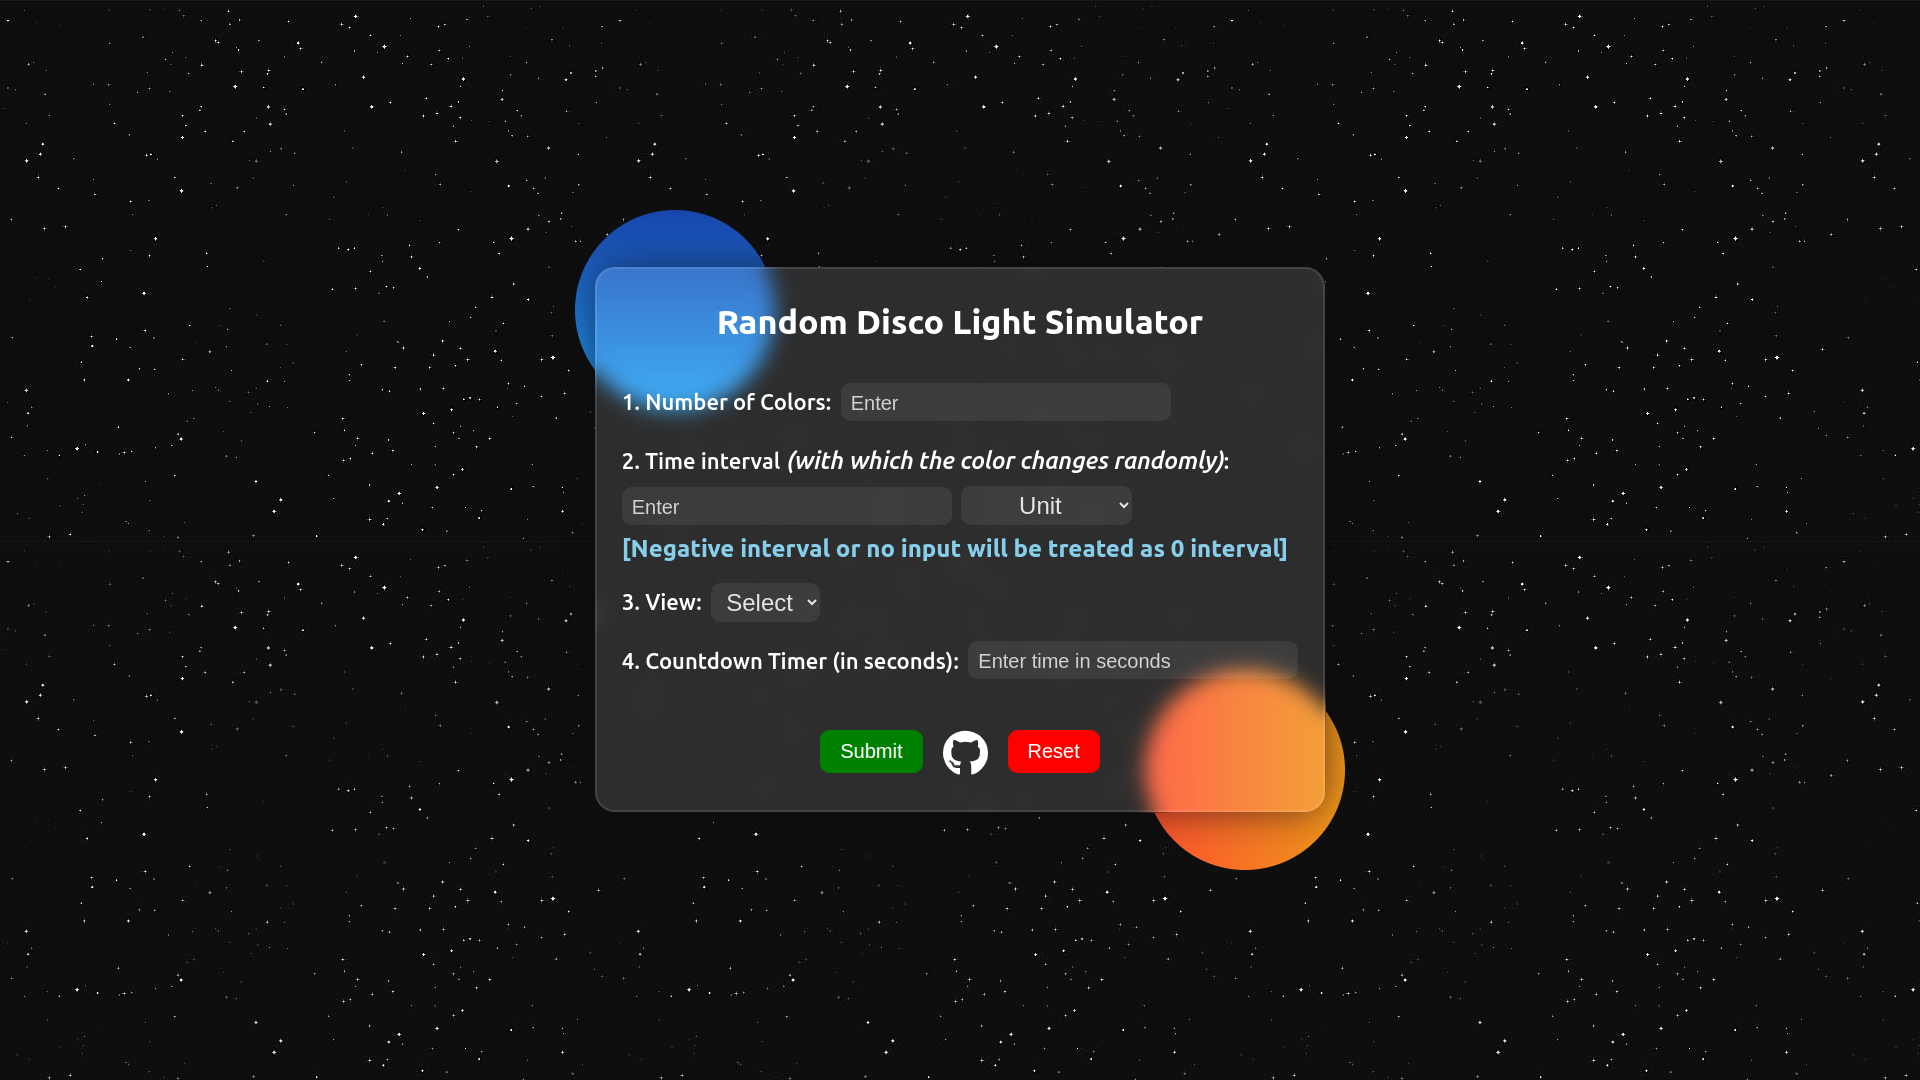 Random Disco Light Simulator
1. Number of Colors: Enter
2. Time interval (with which the color changes randomly):
Enter Unit
[Negative interval or no input will be treated as 0 interval]
3. View: Select
4. Countdown Timer (in seconds): Enter time in seconds
Submit Reset